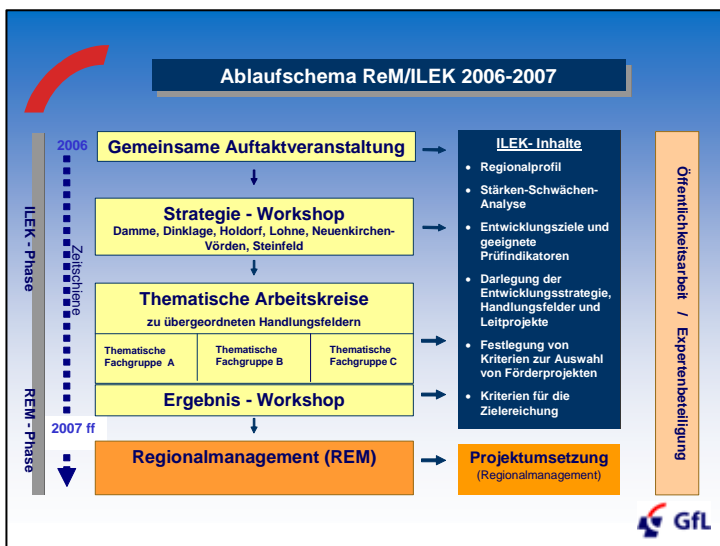 Ablaufschema ReM/ILEK 2006-2007
2006
ILEK - Phase
Zeitschiene
REM - Phase
2007 ff
Gemeinsame Auftaktveranstaltung
Strategie - Workshop
Damme, Dinklage, Holdorf, Lohne, Neuenkirchen-
Vörden, Steinfeld
Thematische Arbeitskreise
zu übergeordneten Handlungsfeldern
Thematische
Fachgruppe A
Thematische
Fachgruppe B
Thematische
Fachgruppe C
Ergebnis - Workshop
Regionalmanagement (REM)
ILEK- Inhalte
• Regionalprofil
• Stärken-Schwächen-
Analyse
• Entwicklungsziele und
geeignete
Prüfindikatoren
• Darlegung der
Entwicklungsstrategie,
Handlungsfelder und
Leitprojekte
• Festlegung von
Kriterien zur Auswahl
von Förderprojekten
• Kriterien für die
Zielereichung
Projektumsetzung
(Regionalmanagement)
Öffentlichkeitsarbeit / Expertenbeteiligung
GfL